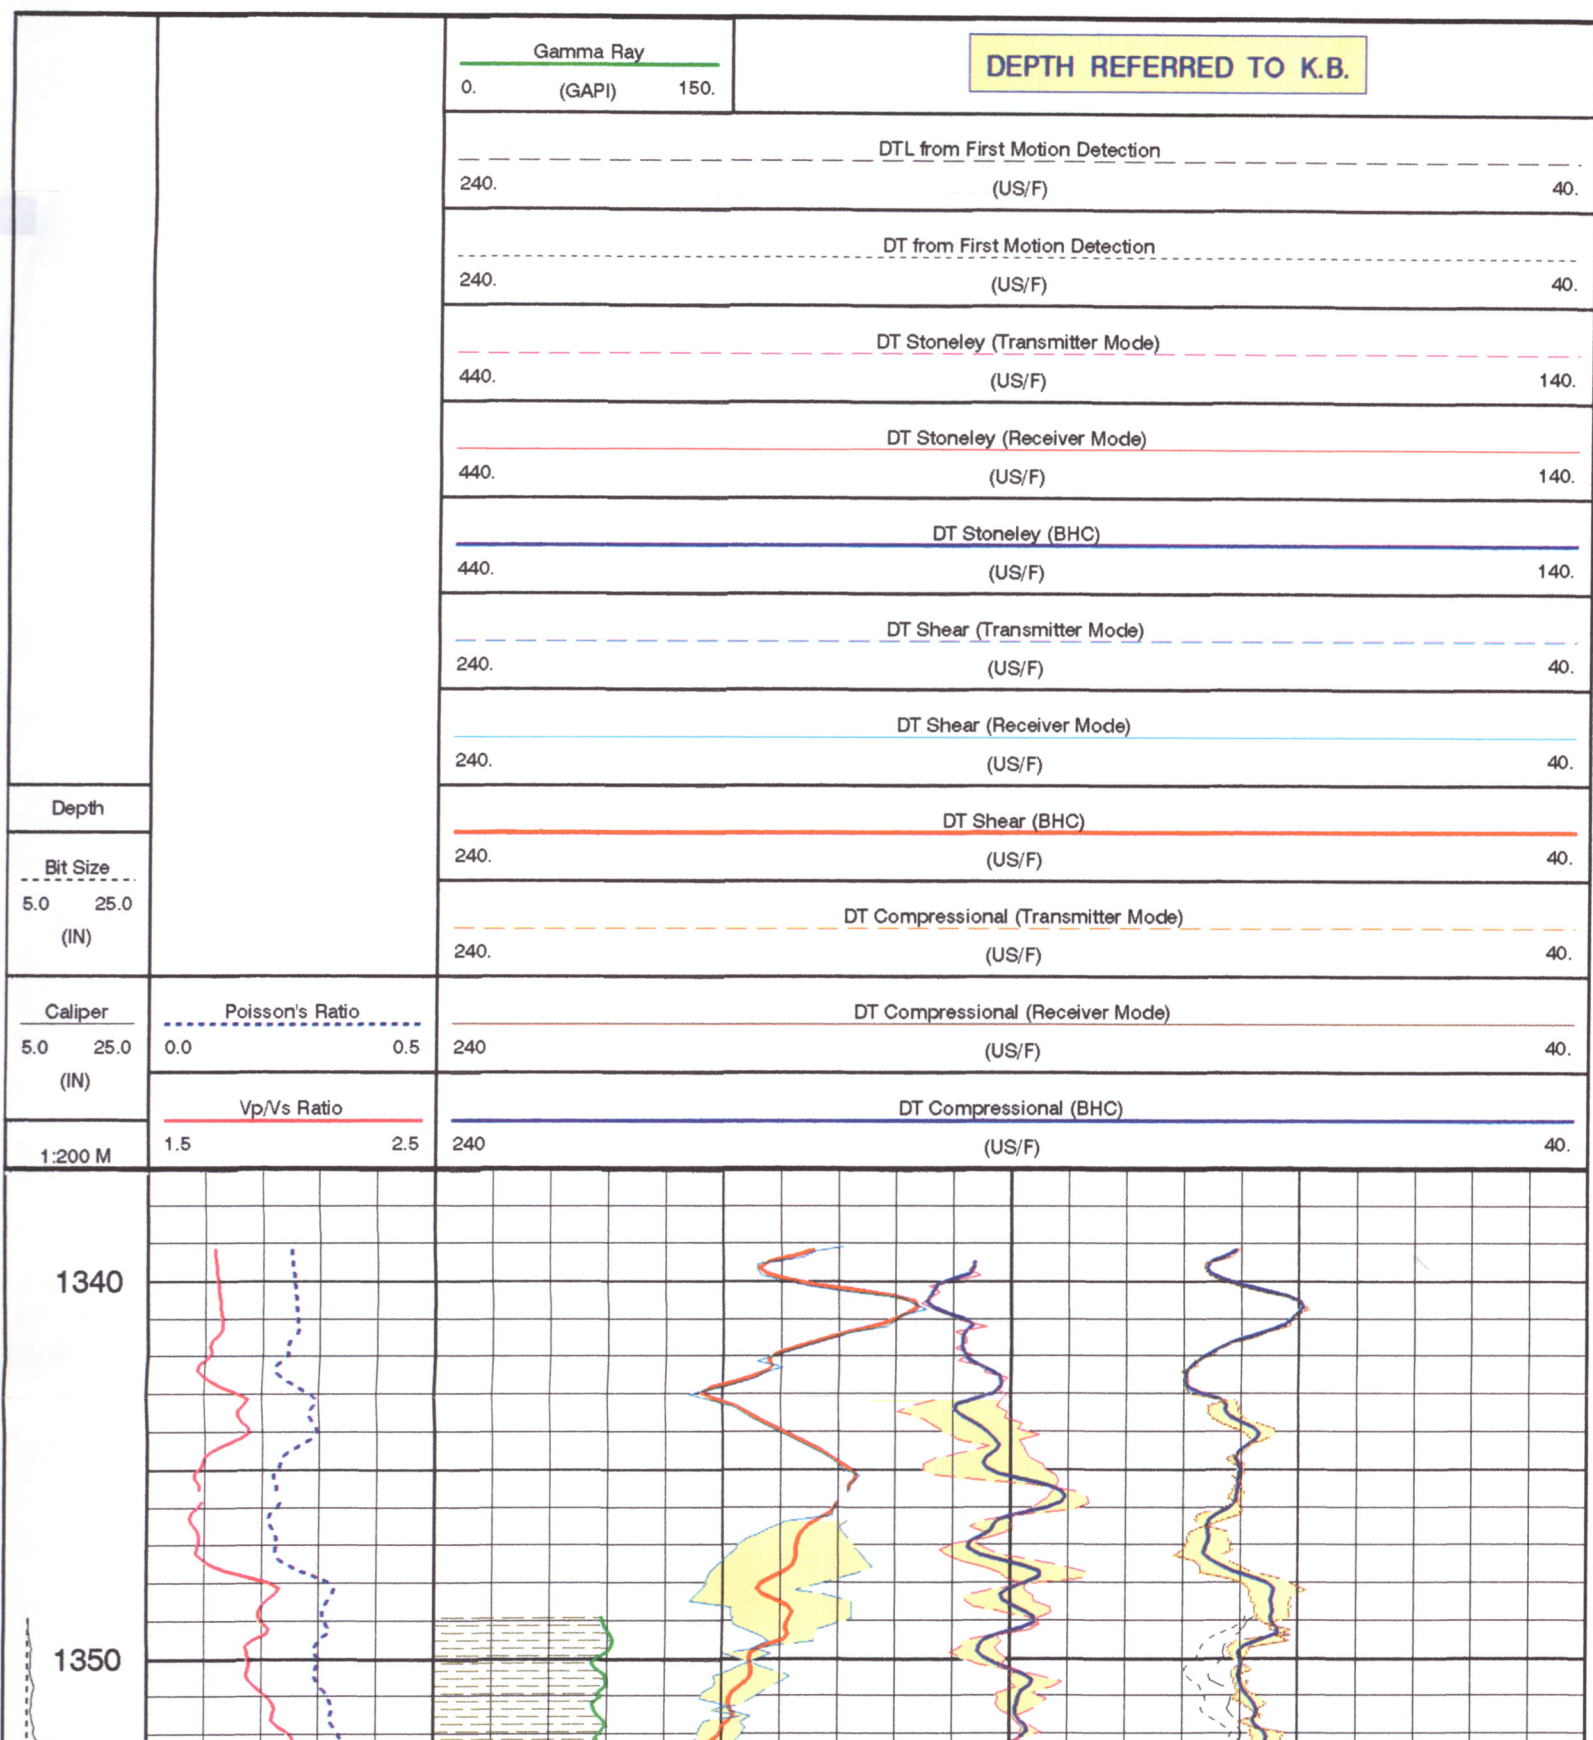 Gamma Ray
0. (GAPI) 150.
DEPTH REFERRED TO K.B.
DTL from First Motion Detection
240. (US/F) 40.
DT from First Motion Detection
240. (US/F) 40.
DT Stoneley (Transmitter Mode)
440. (US/F) 140.
DT Stoneley (Receiver Mode)
440. (US/F) 140.
DT Stoneley (BHC)
440. (US/F) 140.
DT Shear (Transmitter Mode)
240. (US/F) 40.
DT Shear (Receiver Mode)
240. (US/F) 40.
Depth
DT Shear (BHC)
240. (US/F) 40.
Bit Size
5.0 25.0
(IN)
DT Compressional (Transmitter Mode)
240. (US/F) 40.
Caliper
5.0 25.0
(IN)
Poisson's Ratio
0.0 0.5
DT Compressional (Receiver Mode)
240 (US/F) 40.
Vp/Vs Ratio
1.5 2.5
DT Compressional (BHC)
240 (US/F) 40.
1:200 M
1340
1350